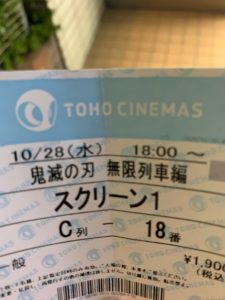 TOHO CINEMAS
10/28(水) 18:00～
鬼滅の刃 無限列車編
スクリーン1
C列 18番
一般 ¥1,900
(税込